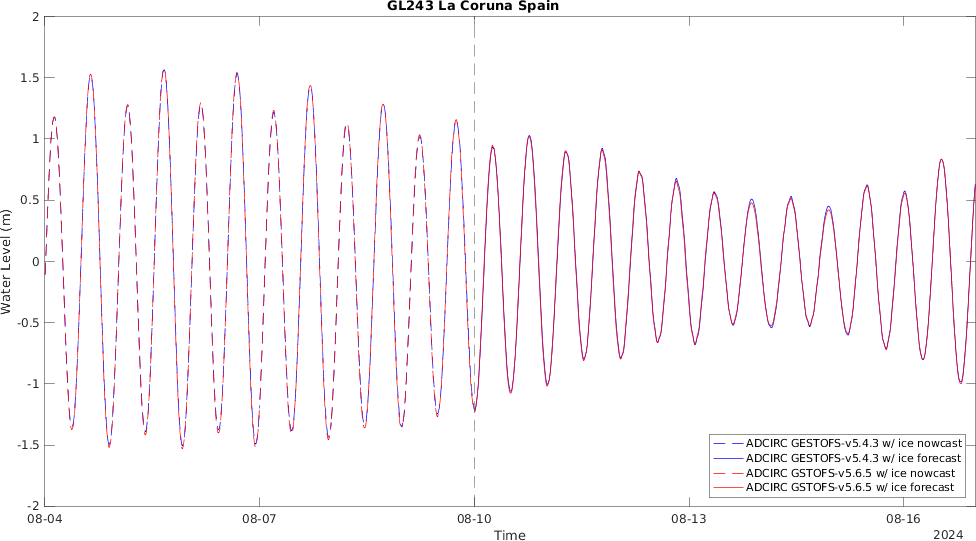 GL243 La Coruna Spain
2
1.5
1
0.5
0
-0.5
-1
-1.5
-2
Water Level (m)
08-04
08-07
08-10
08-13
08-16
Time
2024
ADCIRC GESTOFS-v5.4.3 w/ ice nowcast
ADCIRC GESTOFS-v5.4.3 w/ ice forecast
ADCIRC GSTOFS-v5.6.5 w/ ice nowcast
ADCIRC GSTOFS-v5.6.5 w/ ice forecast